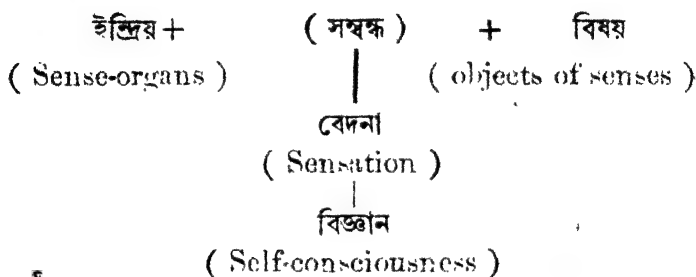 ইন্দ্রিয় + ( সম্বন্ধ ) + বিষয়
( Sense-organs ) ( objects of senses )
বেদনা
( Sensation )
বিজ্ঞান
( Self-consciousness )